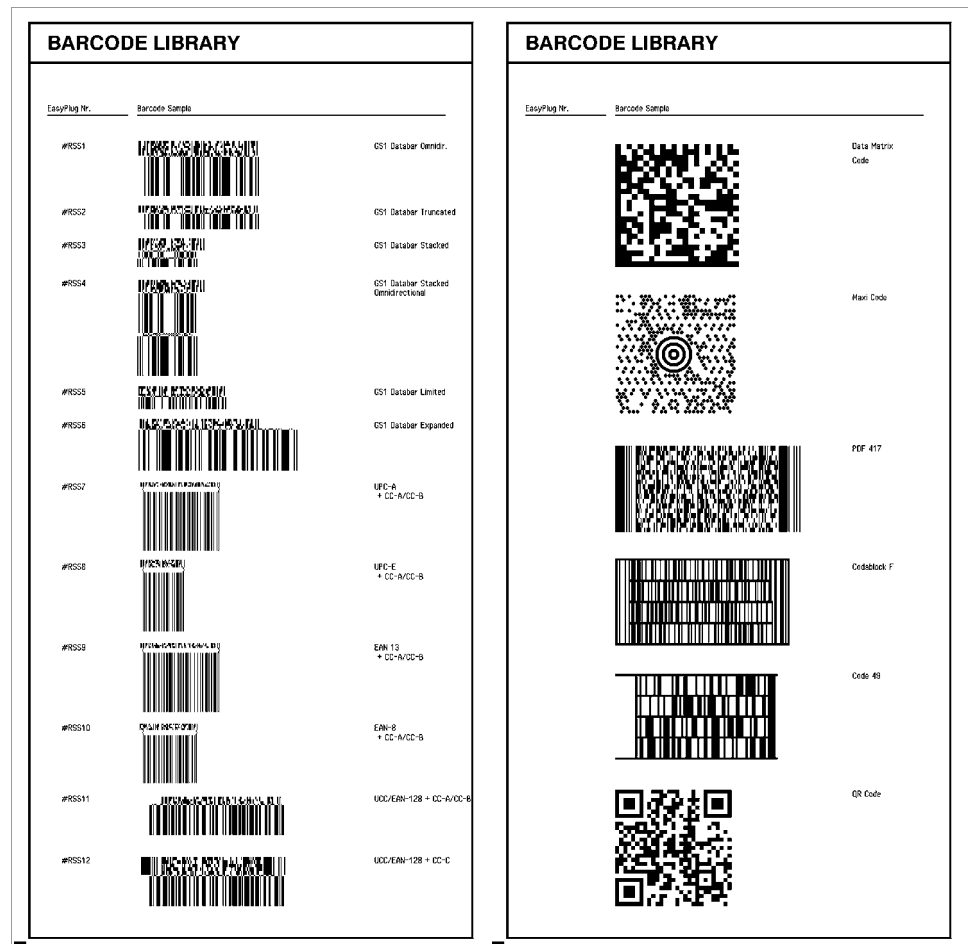 BARCODE LIBRARY
EasyPlug Nr. Barcode Sample
#RSS1 GS1 Databar Omnidir.
#RSS2 GS1 Databar Truncated
#RSS3 GS1 Databar Stacked
#RSS4 GS1 Databar Stacked
Omnidirectional
#RSS5 GS1 Databar Limited
#RSS6 GS1 Databar Expanded
#RSS7 UPC-A
+ CC-A/CC-B
#RSS8 UPC-E
+ CC-A/CC-B
#RSS9 EAN 13
+ CC-A/CC-B
#RSS10 EAN-8
+ CC-A/CC-B
#RSS11 UCC/EAN-128 + CC-A/CC-B
#RSS12 UCC/EAN-128 + CC-C
BARCODE LIBRARY
EasyPlug Nr. Barcode Sample
Data Matrix
Code
Maxi Code
PDF 417
Codablock F
Code 49
QR Code